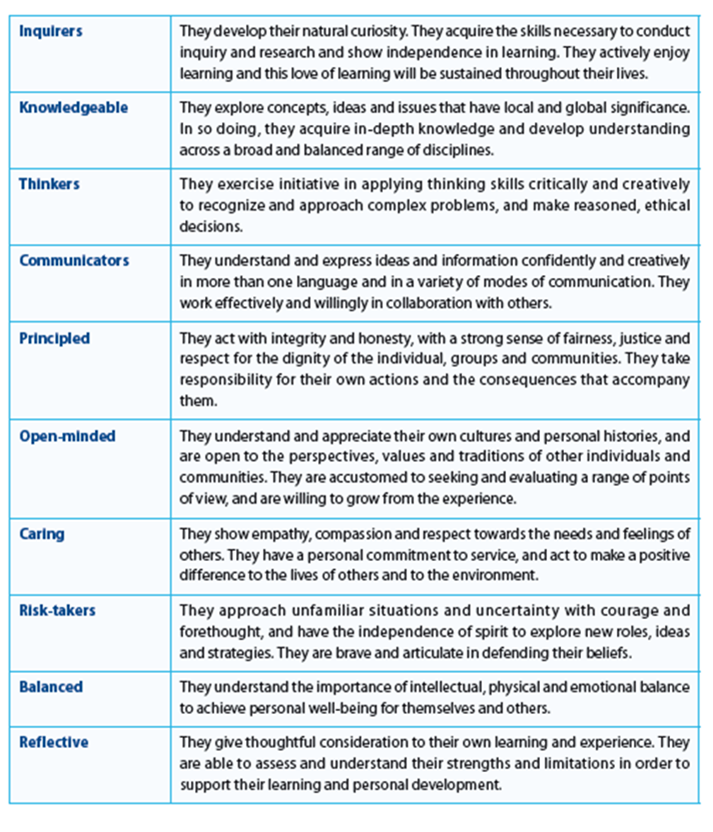 Inquirers
They develop their natural curiosity. They acquire the skills necessary to conduct
inquiry and research and show independence in learning. They actively enjoy
learning and this love of learning will be sustained throughout their lives.
Knowledgeable
They explore concepts, ideas and issues that have local and global significance.
In so doing, they acquire in-depth knowledge and develop understanding
across a broad and balanced range of disciplines.
Thinkers
They exercise initiative in applying thinking skills critically and creatively
to recognize and approach complex problems, and make reasoned, ethical
decisions.
Communicators
They understand and express ideas and information confidently and creatively
in more than one language and in a variety of modes of communication. They
work effectively and willingly in collaboration with others.
Principled
They act with integrity and honesty, with a strong sense of fairness, justice and
respect for the dignity of the individual, groups and communities. They take
responsibility for their own actions and the consequences that accompany
them.
Open-minded
They understand and appreciate their own cultures and personal histories, and
are open to the perspectives, values and traditions of other individuals and
communities. They are accustomed to seeking and evaluating a range of points
of view, and are willing to grow from the experience.
Caring
They show empathy, compassion and respect towards the needs and feelings of
others. They have a personal commitment to service, and act to make a positive
difference to the lives of others and to the environment.
Risk-takers
They approach unfamiliar situations and uncertainty with courage and
forethought, and have the independence of spirit to explore new roles, ideas
and strategies. They are brave and articulate in defending their beliefs.
Balanced
They understand the importance of intellectual, physical and emotional balance
to achieve personal well-being for themselves and others.
Reflective
They give thoughtful consideration to their own learning and experience. They
are able to assess and understand their strengths and limitations in order to
support their learning and personal development.